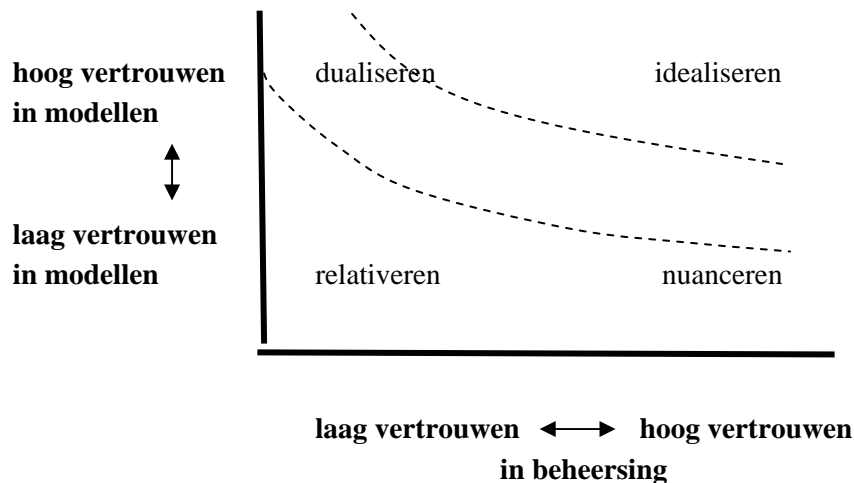 hoog vertrouwen
in modellen
dualiseren
idealiseren
laag vertrouwen
in modellen
relativeren
nuanceren
laag vertrouwen
hoog vertrouwen
in beheersing